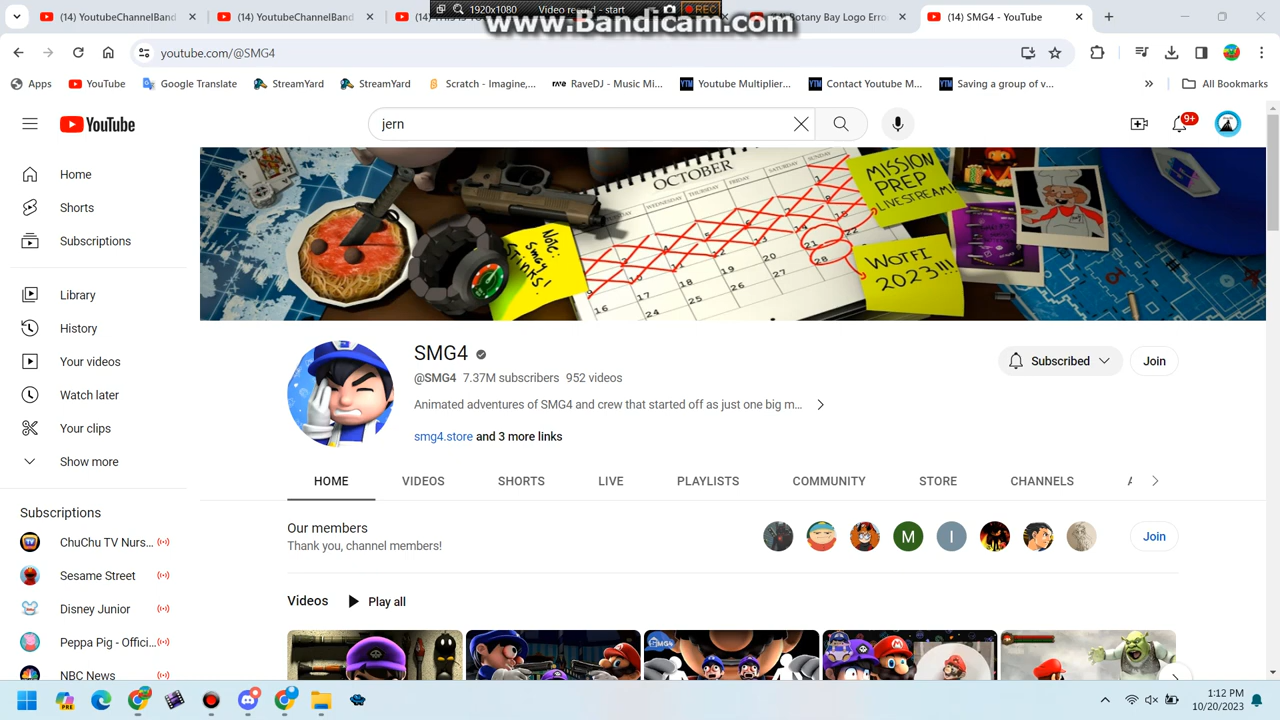 (14) YoutubeChannelBand
(14) YoutubeChannelBand
1920x1080 Video record - start REC
otany Bay Logo Erro
(14) SMG4 - YouTube
www.Bandicam.com
youtube.com/@SMG4
Apps YouTube Google Translate StreamYard StreamYard Scratch - Imagine,... RaveDJ - Music Mi... Youtube Multiplier... Contact Youtube M... Saving a group of v... » All Bookmarks
YouTube
jern
9+
Home
Shorts
Subscriptions
Library
History
Your videos
Watch later
Your clips
Show more
Subscriptions
ChuChu TV Nurs...
Sesame Street
Disney Junior
Peppa Pig - Offici...
NBC News
OCTOBER
SUNDAY
MISSION
PREP
LIVESTREAM!
WOTFI
2023!!!
Note:
Smg4
Stinks!
SMG4
@SMG4 7.37M subscribers 952 videos
Animated adventures of SMG4 and crew that started off as just one big m...
smg4.store and 3 more links
Subscribed
Join
HOME VIDEOS SHORTS LIVE PLAYLISTS COMMUNITY STORE CHANNELS
Our members
Thank you, channel members!
M
I
Join
Videos Play all
1:12 PM
10/20/2023